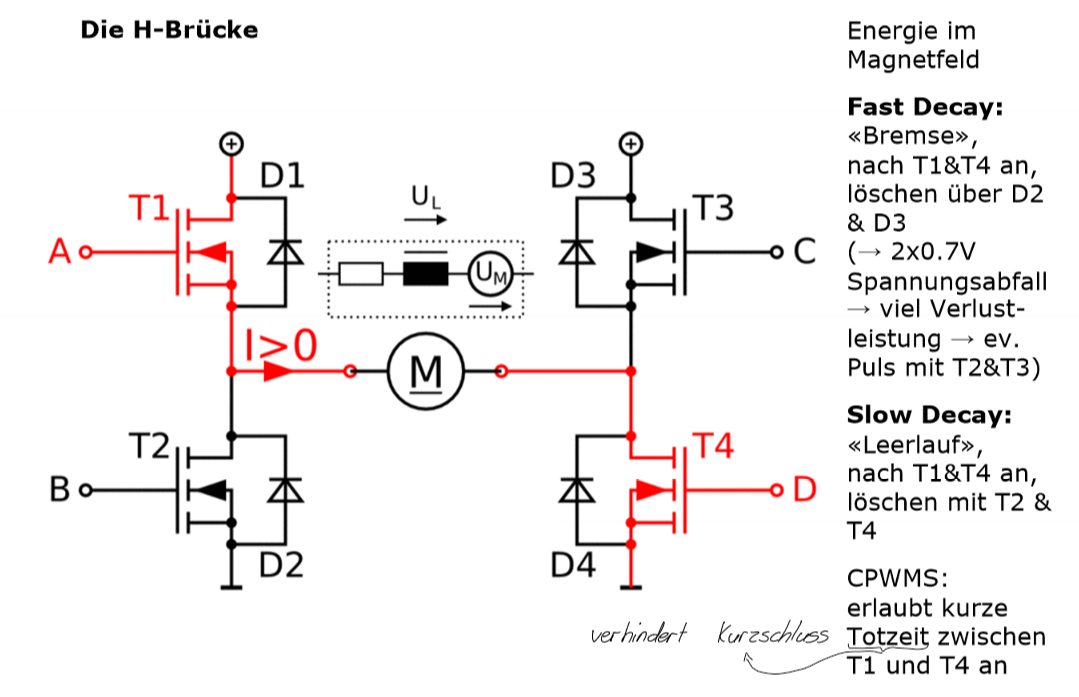 Die H-Brücke
D1
T1
A
I>0
T2
B
D2
U_L
U_M
M
D3
T3
C
T4
D
D4
Energie im
Magnetfeld
Fast Decay:
«Bremse»,
nach T1&T4 an,
löschen über D2
& D3
(→ 2x0.7V
Spannungsabfall
→ viel Verlust-
leistung → ev.
Puls mit T2&T3)
Slow Decay:
«Leerlauf»,
nach T1&T4 an,
löschen mit T2 &
T4
CPWMS:
erlaubt kurze
Totzeit zwischen
T1 und T4 an
verhindert Kurzschluss